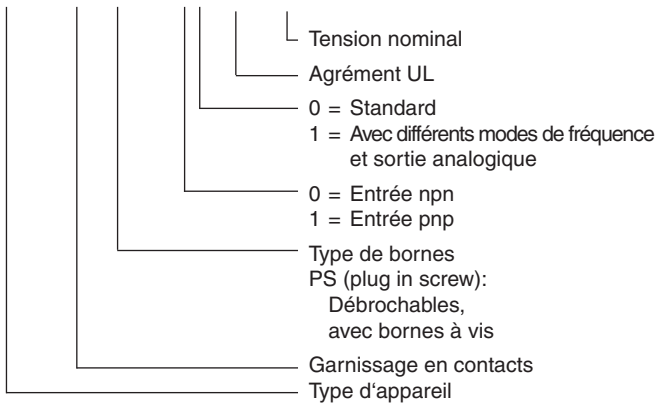 Tension nominal
Agrément UL
0 = Standard
1 = Avec différents modes de fréquence
et sortie analogique
0 = Entrée npn
1 = Entrée pnp
Type de bornes
PS (plug in screw):
Débrochables,
avec bornes à vis
Garnissage en contacts
Type d'appareil